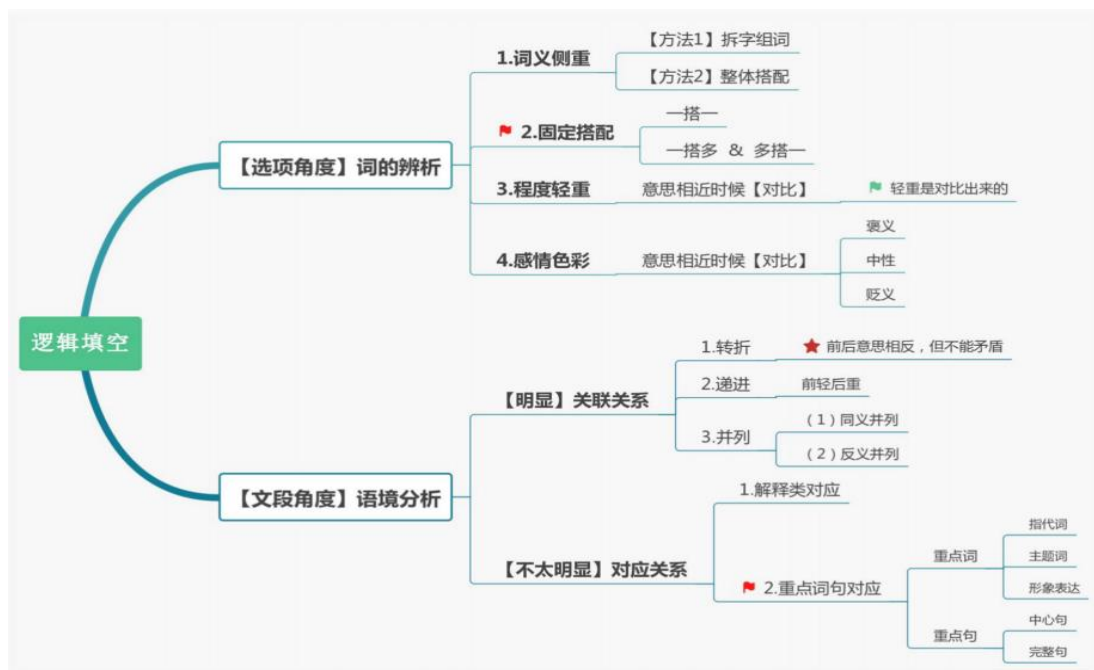 逻辑填空
【选项角度】词的辨析
1.词义侧重
【方法1】拆字组词
【方法2】整体搭配
2.固定搭配
一搭一
一搭多 & 多搭一
3.程度轻重
意思相近时候【对比】
轻重是对比出来的
4.感情色彩
意思相近时候【对比】
褒义
中性
贬义
【文段角度】语境分析
【明显】关联关系
1.转折
前后意思相反，但不能矛盾
2.递进
前轻后重
3.并列
（1）同义并列
（2）反义并列
【不太明显】对应关系
1.解释类对应
2.重点词句对应
重点词
指代词
主题词
形象表达
重点句
中心句
完整句